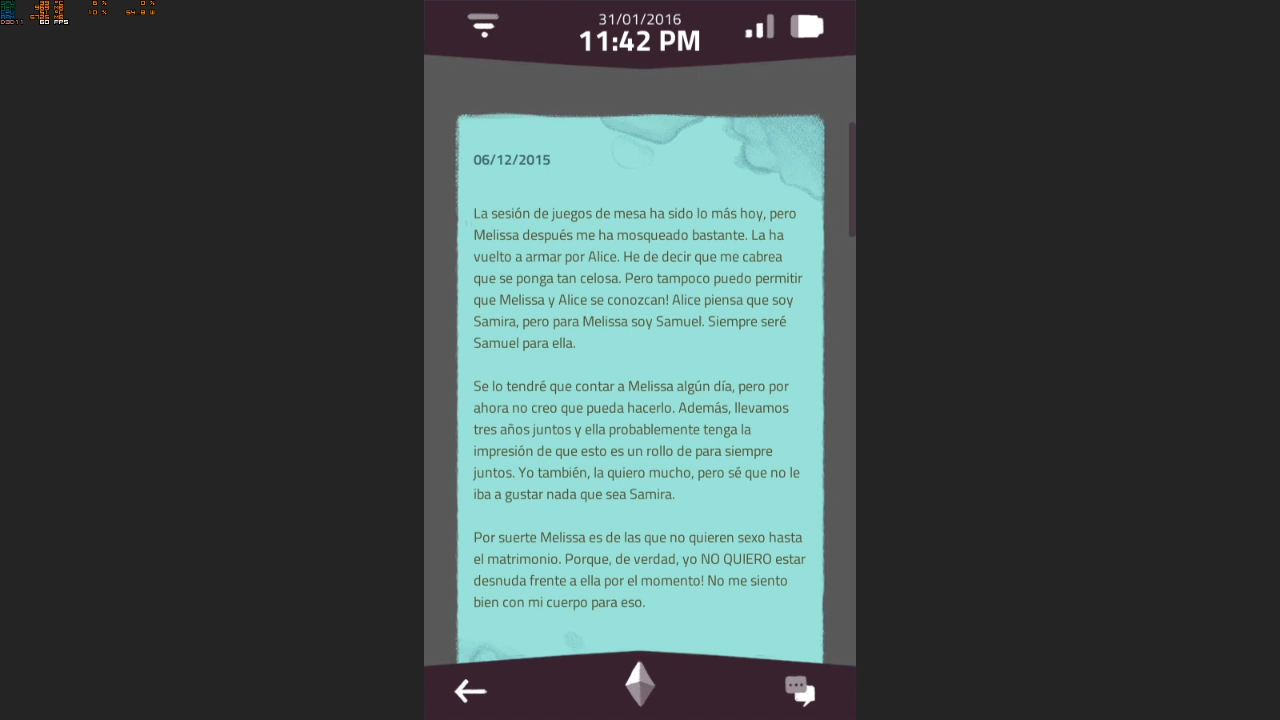 31/01/2016
11:42 PM
06/12/2015
La sesión de juegos de mesa ha sido lo más hoy, pero
Melissa después me ha mosqueado bastante. La ha
vuelto a armar por Alice. He de decir que me cabrea
que se ponga tan celosa. Pero tampoco puedo permitir
que Melissa y Alice se conozcan! Alice piensa que soy
Samira, pero para Melissa soy Samuel. Siempre seré
Samuel para ella.
Se lo tendré que contar a Melissa algún día, pero por
ahora no creo que pueda hacerlo. Además, llevamos
tres años juntos y ella probablemente tenga la
impresión de que esto es un rollo de para siempre
juntos. Yo también, la quiero mucho, pero sé que no le
iba a gustar nada que sea Samira.
Por suerte Melissa es de las que no quieren sexo hasta
el matrimonio. Porque, de verdad, yo NO QUIERO estar
desnuda frente a ella por el momento! No me siento
bien con mi cuerpo para eso.